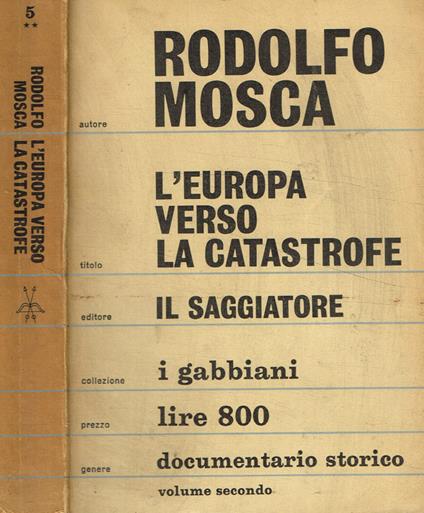 5
**
RODOLFO
MOSCA
L'EUROPA VERSO
LA CATASTROFE
autore
RODOLFO
MOSCA
titolo
L'EUROPA
VERSO
LA CATASTROFE
editore
IL SAGGIATORE
collezione
i gabbiani
prezzo
lire 800
genere
documentario storico
volume secondo